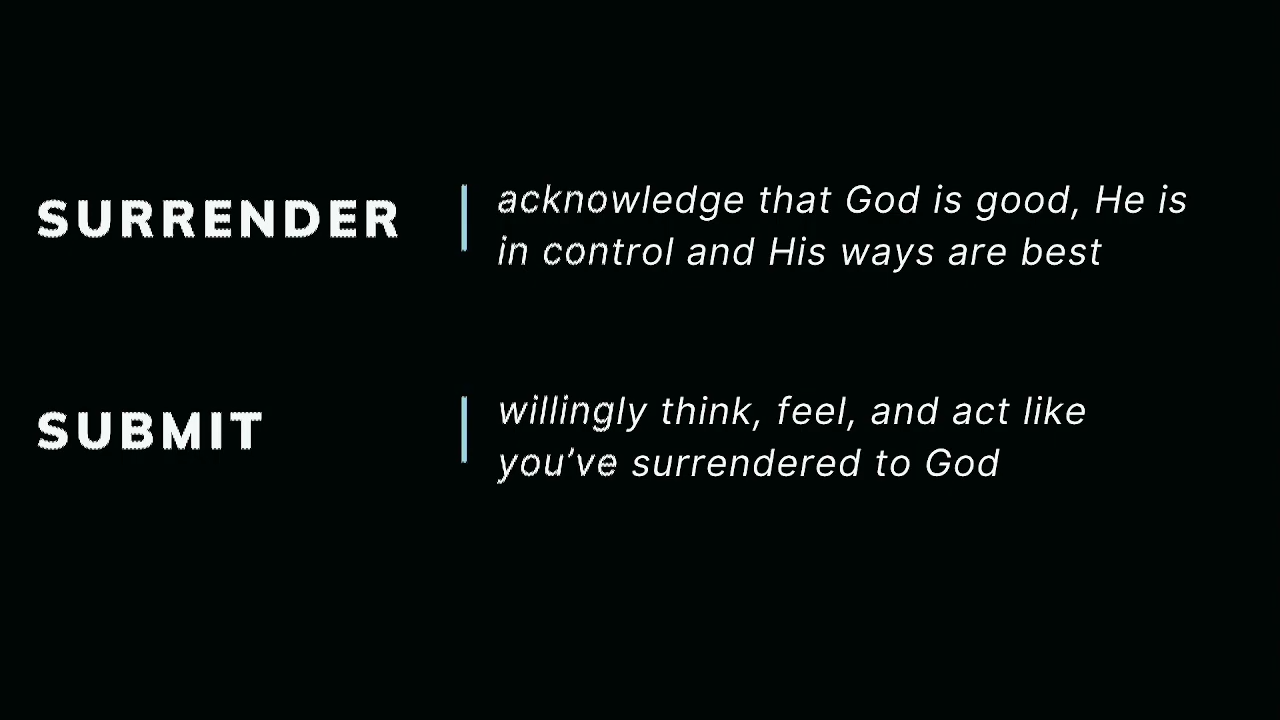 SURRENDER
acknowledge that God is good, He is
in control and His ways are best
SUBMIT
willingly think, feel, and act like
you’ve surrendered to God